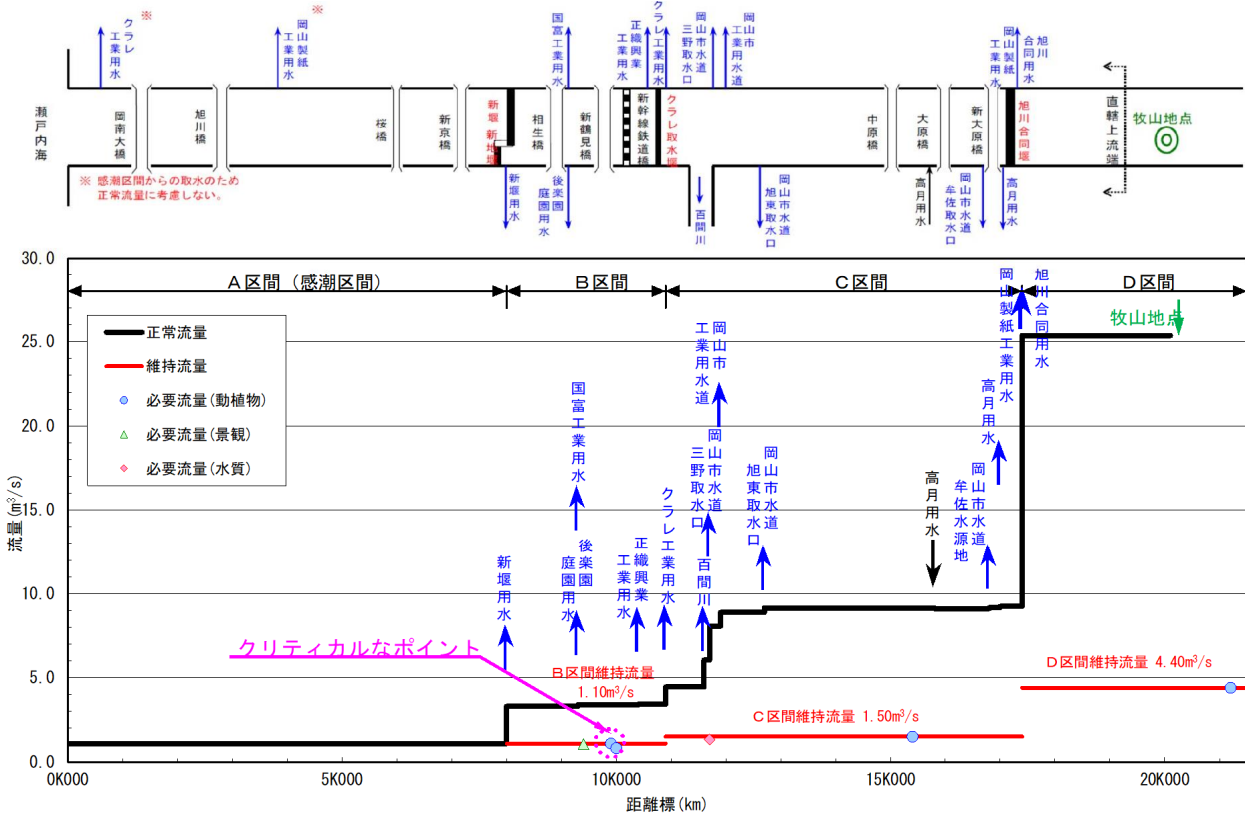 ※
※
クラレ
工業用水
岡山製紙
工業用水
国富工業用水
正織興業
工業用水
クラレ工業用水
岡山市水道
三野取水口
岡山市
工業用水道
岡山製紙
工業用水
旭川
合同用水
瀬戸内海
岡南大橋
旭川橋
桜橋
新京橋
新堰
新地堰
相生橋
新鶴見橋
新幹線鉄道橋
クラレ取水堰
中原橋
大原橋
新大原橋
旭川合同堰
直轄上流端
牧山地点
※ 感潮区間からの取水のため
正常流量に考慮しない。
新堰用水
後楽園
庭園用水
百間川
岡山市水道
旭東取水口
高月用水
岡山市水道
牟佐取水口
高月用水
30.0
25.0
20.0
15.0
10.0
5.0
0.0
流量(m³/s)
A区間(感潮区間)
B区間
C区間
D区間
正常流量
維持流量
必要流量(動植物)
必要流量(景観)
必要流量(水質)
新堰用水
国富工業用水
後楽園
庭園用水
正織興業
工業用水
クラレ工業用水
百間川
岡山市水道
三野取水口
岡山市
工業用水道
岡山市水道
旭東取水口
高月用水
岡山市水道
牟佐水源地
高月用水
岡山製紙工業用水
旭川合同用水
牧山地点
クリティカルなポイント
B区間維持流量
1.10m³/s
C区間維持流量 1.50m³/s
D区間維持流量 4.40m³/s
0K000
5K000
10K000
15K000
20K000
距離標(km)